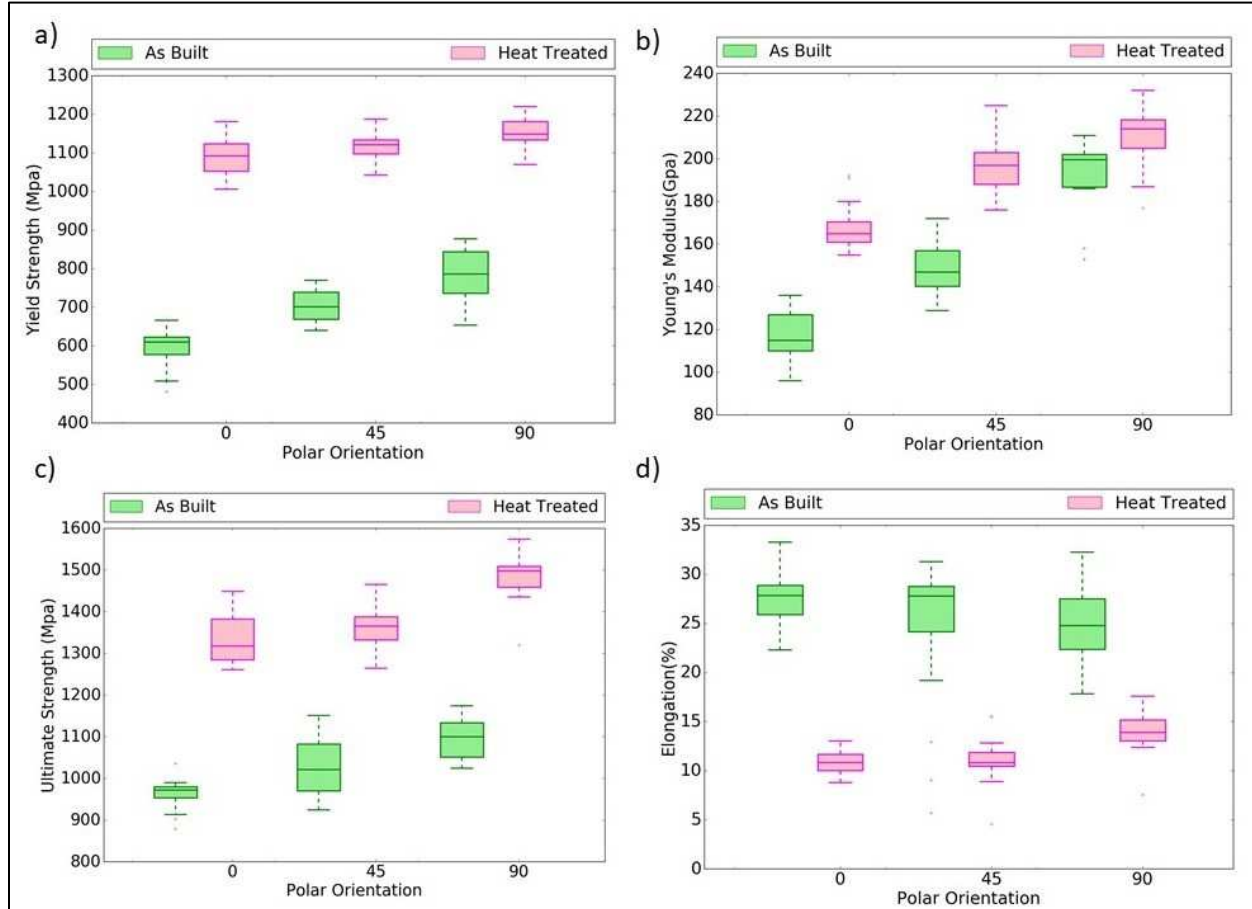 a)
As Built Heat Treated
1300
1200
1100
1000
900
800
700
600
500
400
Yield Strength (Mpa)
0 45 90
Polar Orientation
b)
As Built Heat Treated
240
220
200
180
160
140
120
100
80
Young's Modulus(Gpa)
0 45 90
Polar Orientation
c)
As Built Heat Treated
1600
1500
1400
1300
1200
1100
1000
900
800
Ultimate Strength (Mpa)
0 45 90
Polar Orientation
d)
As Built Heat Treated
35
30
25
20
15
10
5
0
Elongation(%)
0 45 90
Polar Orientation